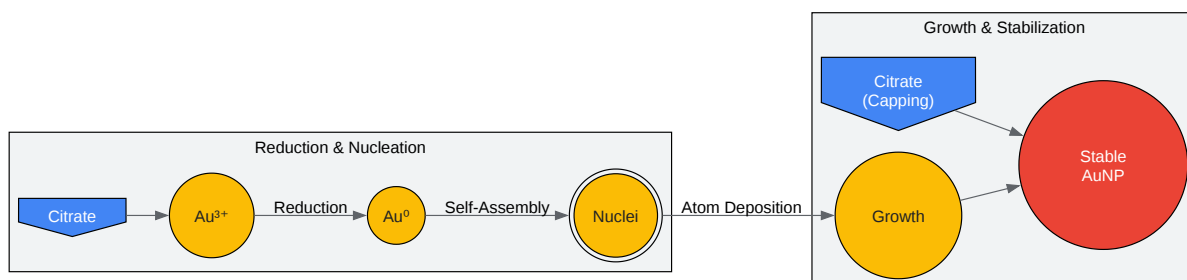 Growth & Stabilization
Citrate
(Capping)
Stable
AuNP
Reduction & Nucleation
Citrate
Au³⁺
Reduction
Au⁰
Self-Assembly
Nuclei
Atom Deposition
Growth